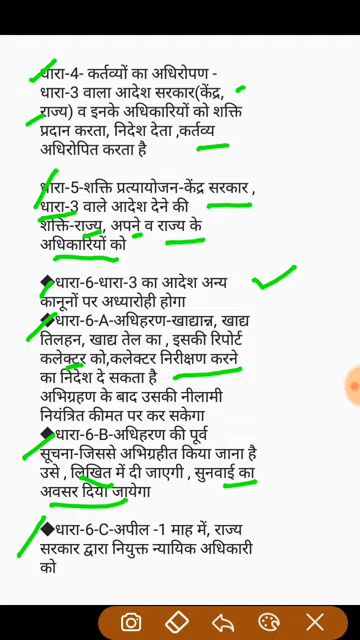 धारा-4- कर्तव्यों का अधिरोपण -
धारा-3 वाला आदेश सरकार(केंद्र,
राज्य) व इनके अधिकारियों को शक्ति
प्रदान करता, निदेश देता ,कर्तव्य
अधिरोपित करता है
धारा-5-शक्ति प्रत्यायोजन-केंद्र सरकार ,
धारा-3 वाले आदेश देने की
शक्ति-राज्य, अपने व राज्य के
अधिकारियों को
◆धारा-6-धारा-3 का आदेश अन्य
कानूनों पर अध्यारोही होगा
◆धारा-6-A-अधिहरण-खाद्यान्न, खाद्य
तिलहन, खाद्य तेल का , इसकी रिपोर्ट
कलेक्टर को,कलेक्टर निरीक्षण करने
का निदेश दे सकता है
अभिग्रहण के बाद उसकी नीलामी
नियंत्रित कीमत पर कर सकेगा
◆धारा-6-B-अधिहरण की पूर्व
सूचना-जिससे अभिग्रहीत किया जाना है
उसे , लिखित में दी जाएगी , सुनवाई का
अवसर दिया जायेगा
◆धारा-6-C-अपील -1 माह में, राज्य
सरकार द्वारा नियुक्त न्यायिक अधिकारी
को